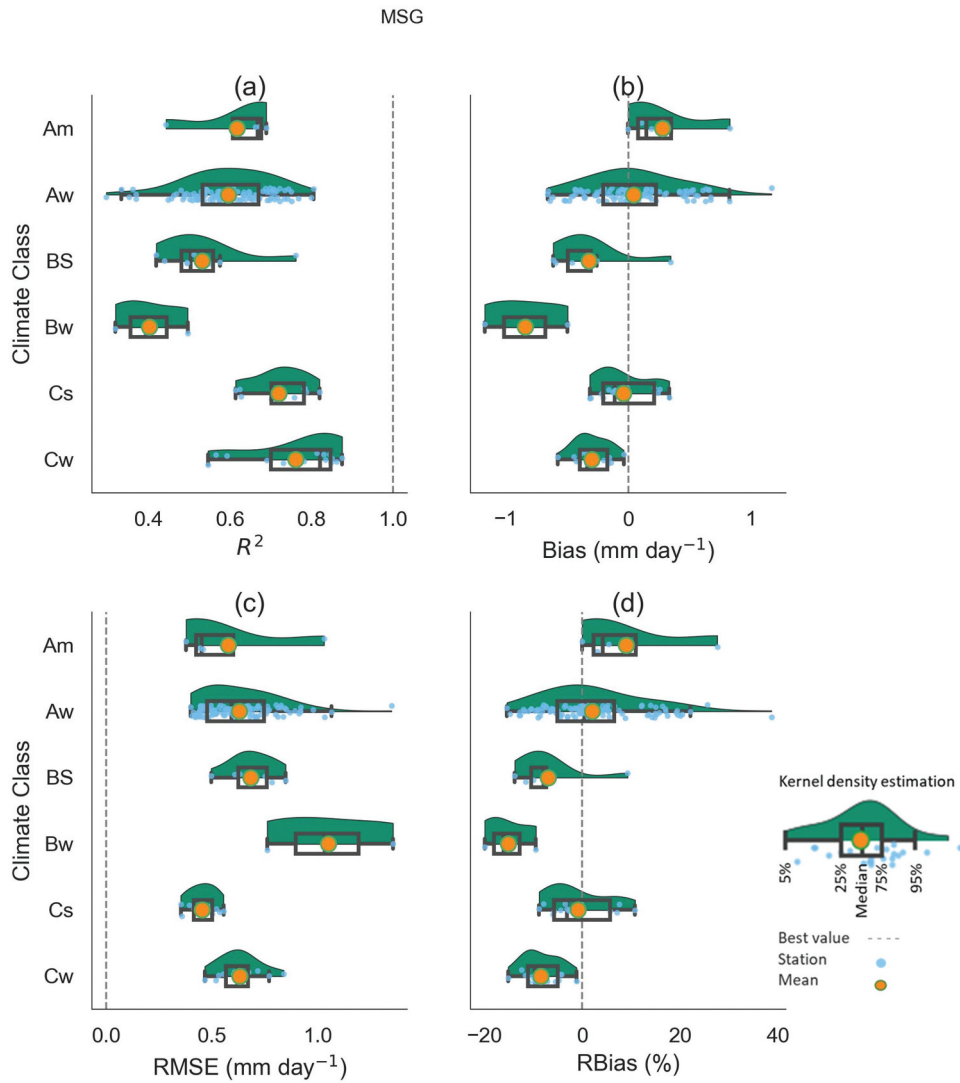 MSG
(a)
(b)
Climate Class
Am
Aw
BS
Bw
Cs
Cw
0.4 0.6 0.8 1.0
R²
−1 0 1
Bias (mm day⁻¹)
(c)
(d)
Climate Class
Am
Aw
BS
Bw
Cs
Cw
0.0 0.5 1.0
RMSE (mm day⁻¹)
−20 0 20 40
RBias (%)
Kernel density estimation
5% 25% Median 75% 95%
Best value
Station
Mean